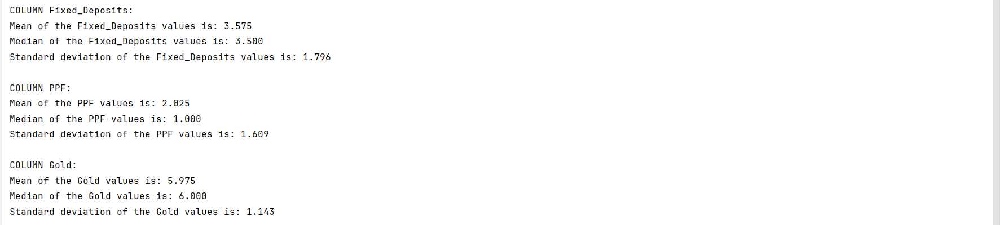 COLUMN Fixed_Deposits:
Mean of the Fixed_Deposits values is: 3.575
Median of the Fixed_Deposits values is: 3.500
Standard deviation of the Fixed_Deposits values is: 1.796
COLUMN PPF:
Mean of the PPF values is: 2.025
Median of the PPF values is: 1.000
Standard deviation of the PPF values is: 1.609
COLUMN Gold:
Mean of the Gold values is: 5.975
Median of the Gold values is: 6.000
Standard deviation of the Gold values is: 1.143